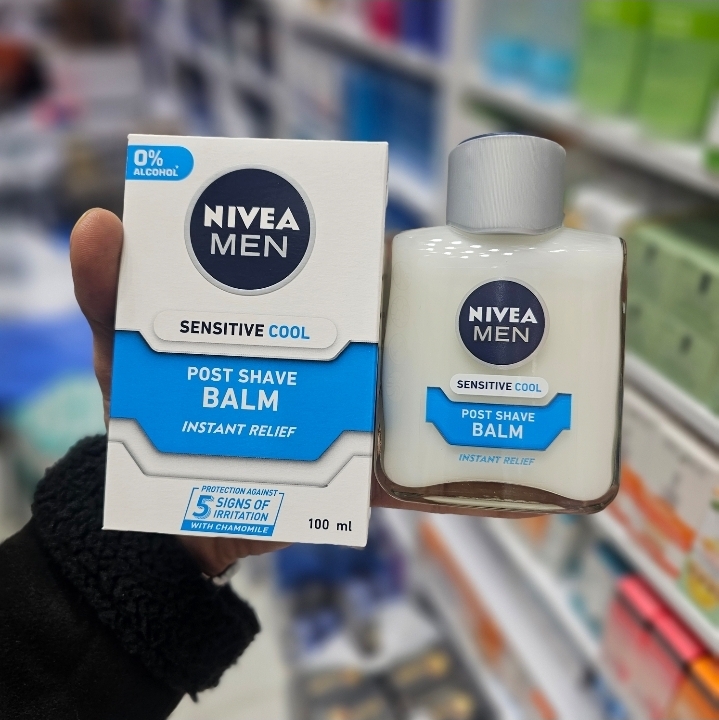 0%
ALCOHOL*
NIVEA
MEN
SENSITIVE COOL
POST SHAVE
BALM
INSTANT RELIEF
PROTECTION AGAINST
5 SIGNS OF
IRRITATION
WITH CHAMOMILE
100 ml
NIVEA
MEN
SENSITIVE COOL
POST SHAVE
BALM
INSTANT RELIEF